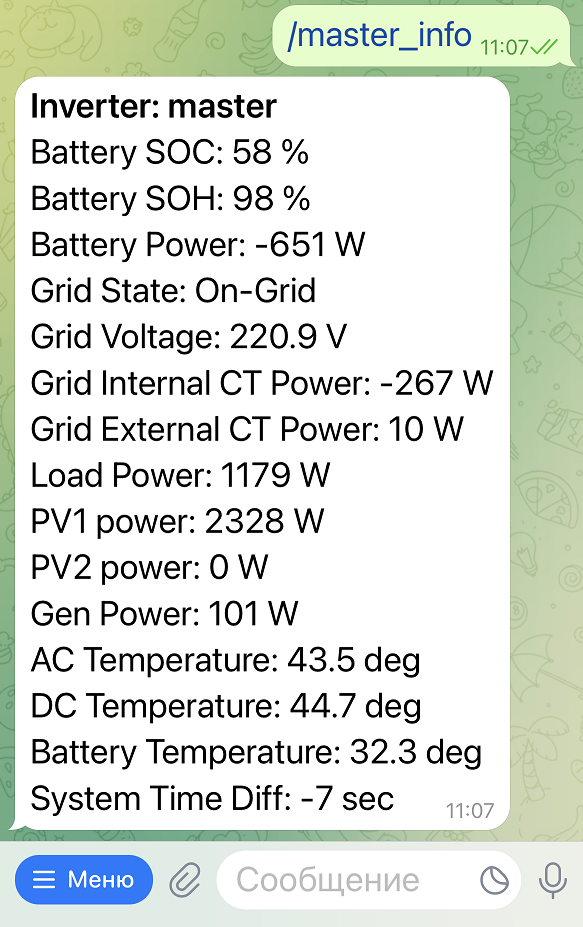 /master_info 11:07
Inverter: master
Battery SOC: 58 %
Battery SOH: 98 %
Battery Power: -651 W
Grid State: On-Grid
Grid Voltage: 220.9 V
Grid Internal CT Power: -267 W
Grid External CT Power: 10 W
Load Power: 1179 W
PV1 power: 2328 W
PV2 power: 0 W
Gen Power: 101 W
AC Temperature: 43.5 deg
DC Temperature: 44.7 deg
Battery Temperature: 32.3 deg
System Time Diff: -7 sec 11:07
Меню Сообщение